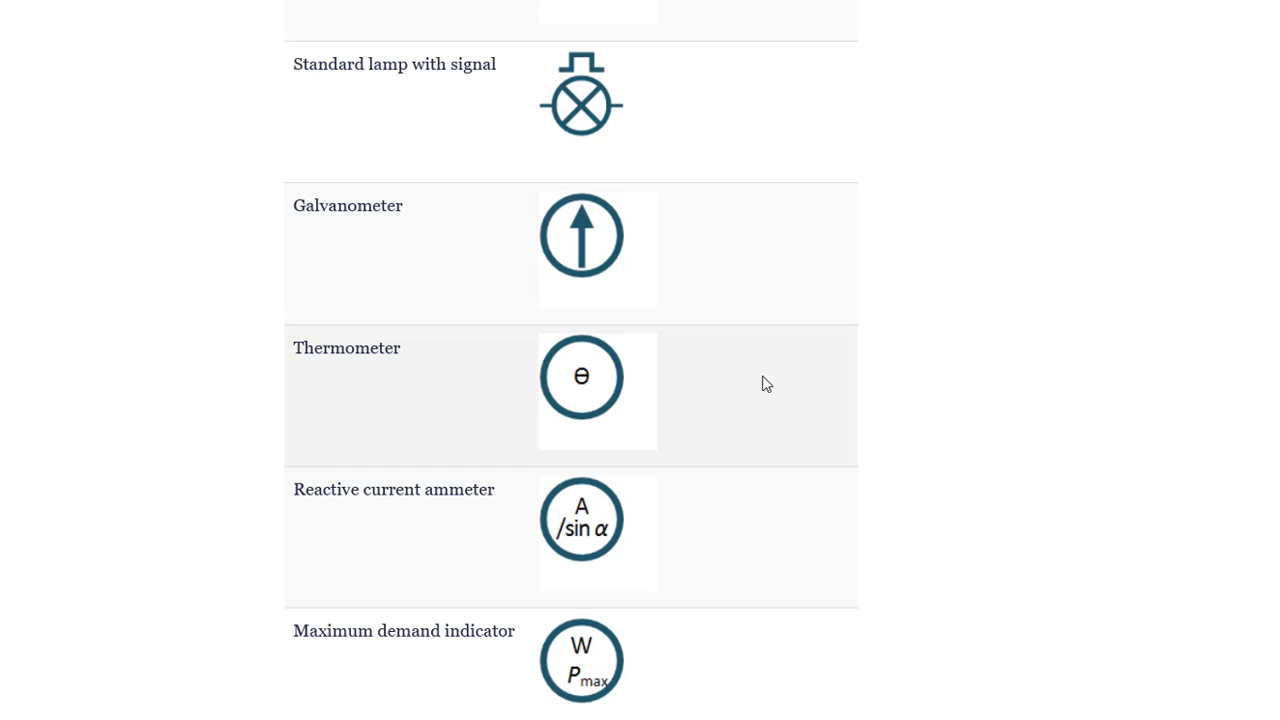 Standard lamp with signal
Galvanometer
Thermometer
Θ
Reactive current ammeter
A
/sin α
Maximum demand indicator
W
Pmax